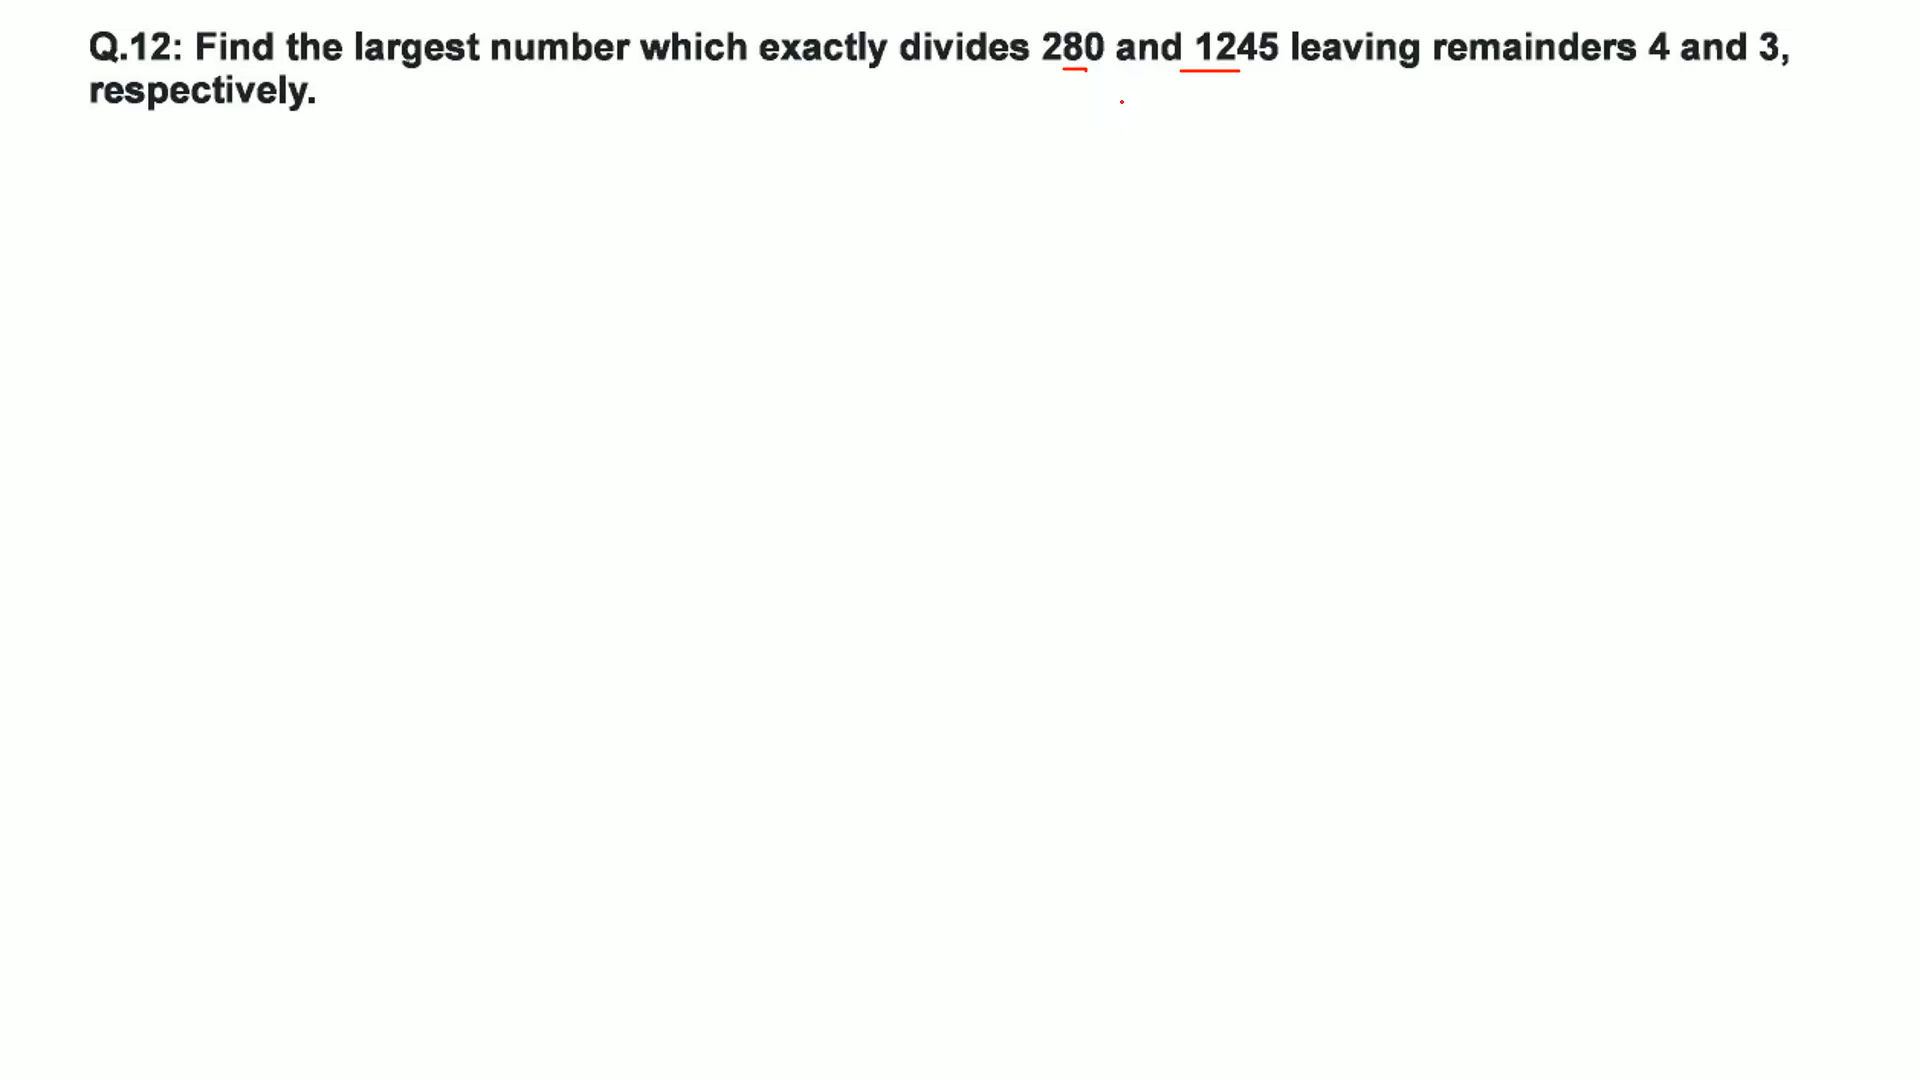 Q.12: Find the largest number which exactly divides 280 and 1245 leaving remainders 4 and 3,
respectively.